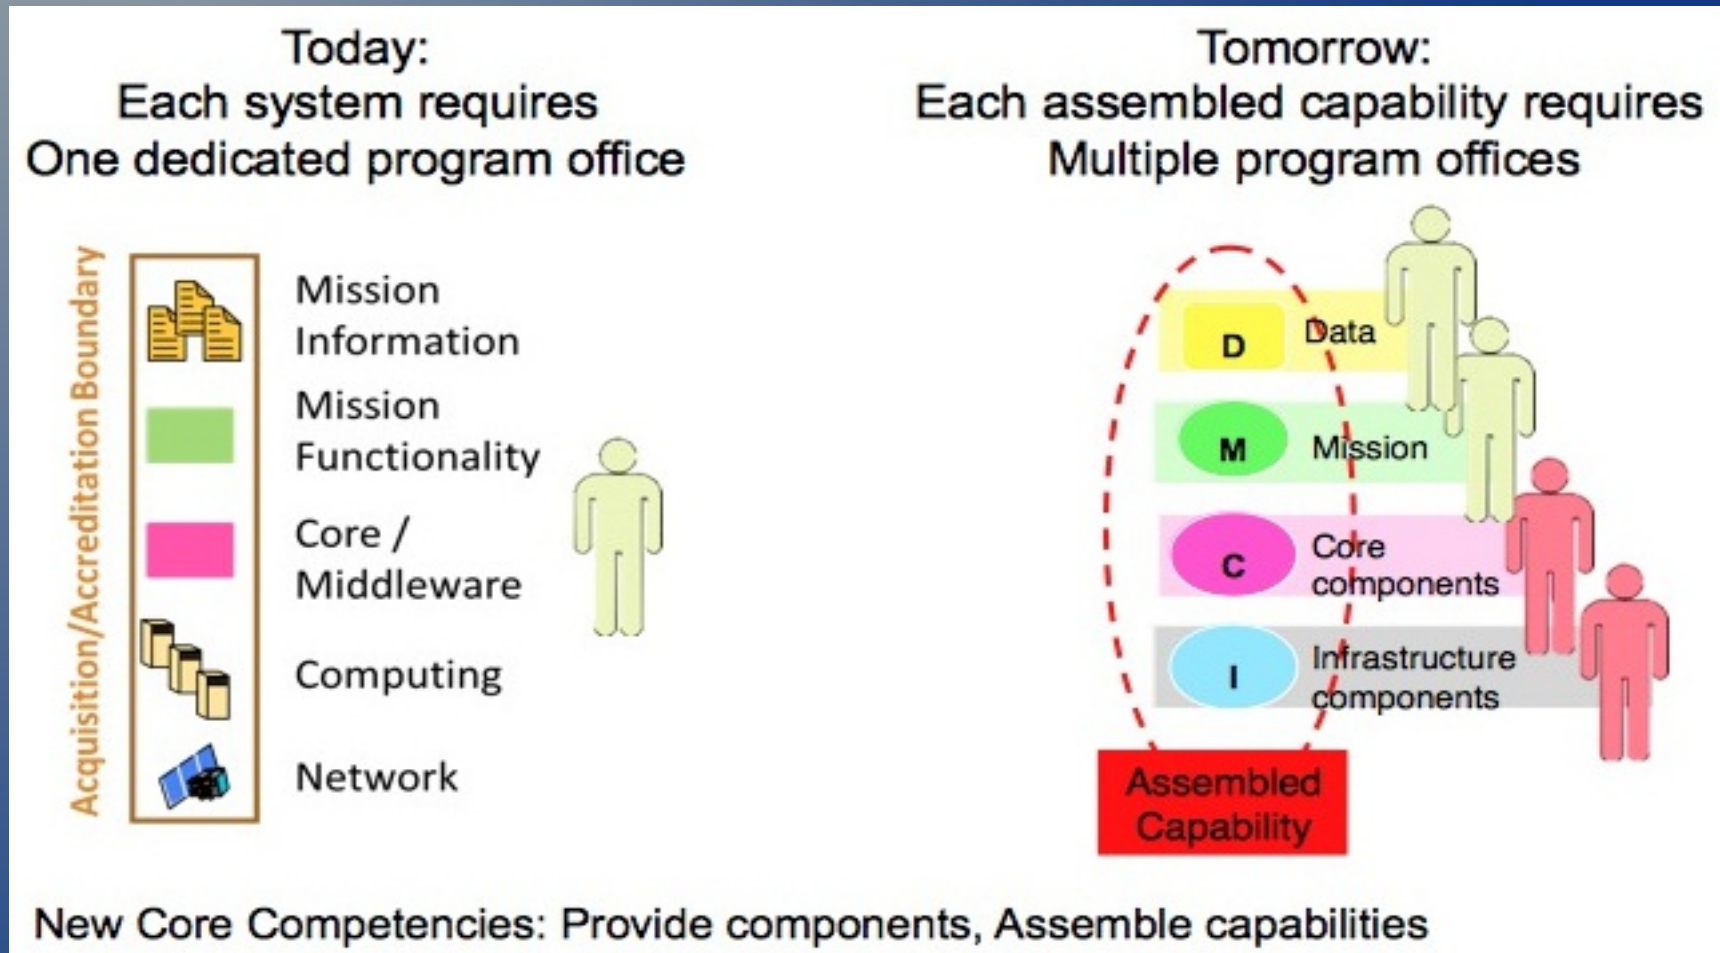 Today:
Each system requires
One dedicated program office
Tomorrow:
Each assembled capability requires
Multiple program offices
Acquisition/Accreditation Boundary
Mission
Information
Mission
Functionality
Core /
Middleware
Computing
Network
D
Data
M
Mission
C
Core
components
I
Infrastructure
components
Assembled
Capability
New Core Competencies: Provide components, Assemble capabilities